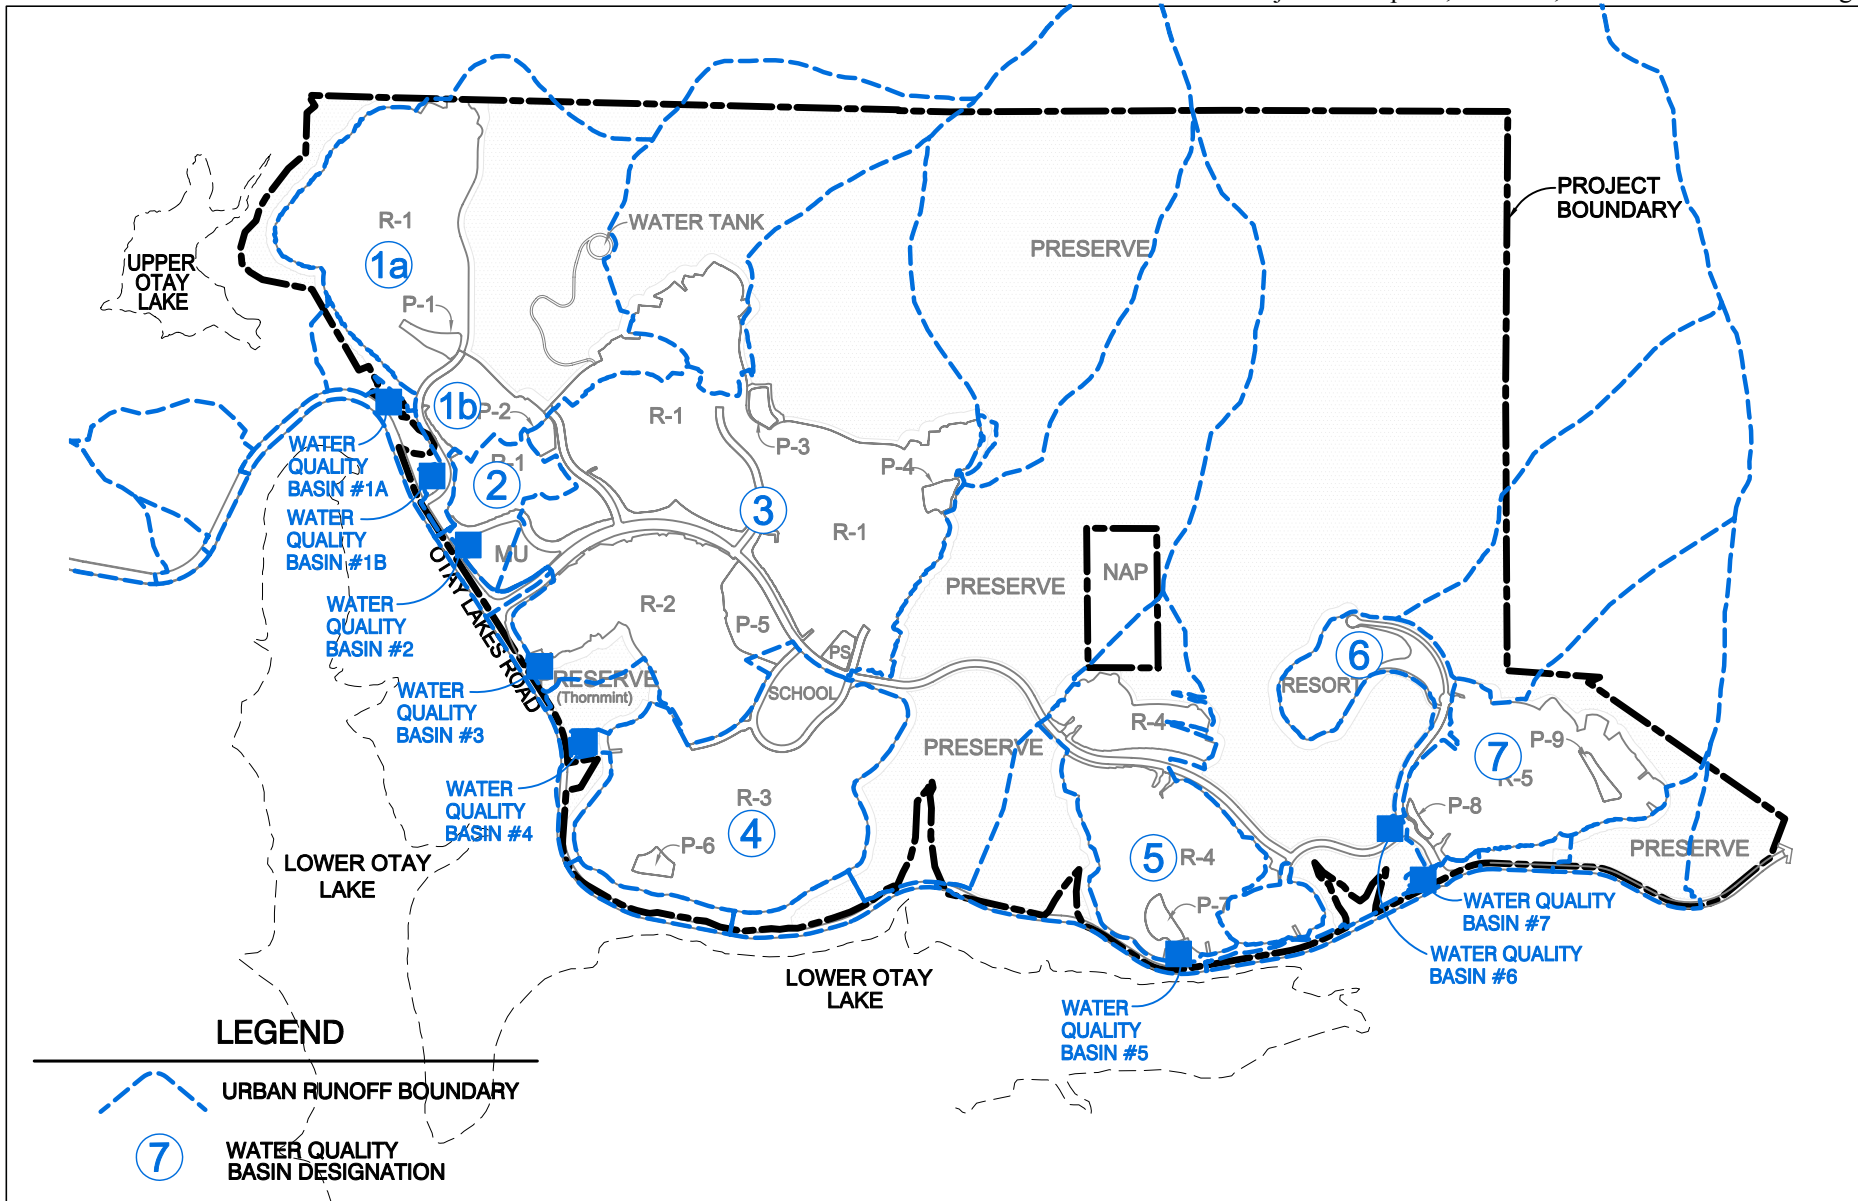 PROJECT
BOUNDARY
R-1
WATER TANK
PRESERVE
1a
UPPER
OTAY
LAKE
P-1
1b
P-2
R-1
P-3
P-4
WATER
QUALITY
BASIN #1A
R-1
2
3
R-1
WATER
QUALITY
BASIN #1B
MU
OTAY LAKES ROAD
NAP
PRESERVE
WATER
QUALITY
BASIN #2
R-2
P-5
PS
6
RESORT
PRESERVE
(Thornmint)
SCHOOL
WATER
QUALITY
BASIN #3
R-4
PRESERVE
7
P-9
R-5
WATER
QUALITY
BASIN #4
R-3
4
P-6
P-8
5
R-4
PRESERVE
LOWER OTAY
LAKE
P-7
WATER QUALITY
BASIN #7
WATER QUALITY
BASIN #6
LOWER OTAY
LAKE
WATER
QUALITY
BASIN #5
LEGEND
URBAN RUNOFF BOUNDARY
7
WATER QUALITY
BASIN DESIGNATION